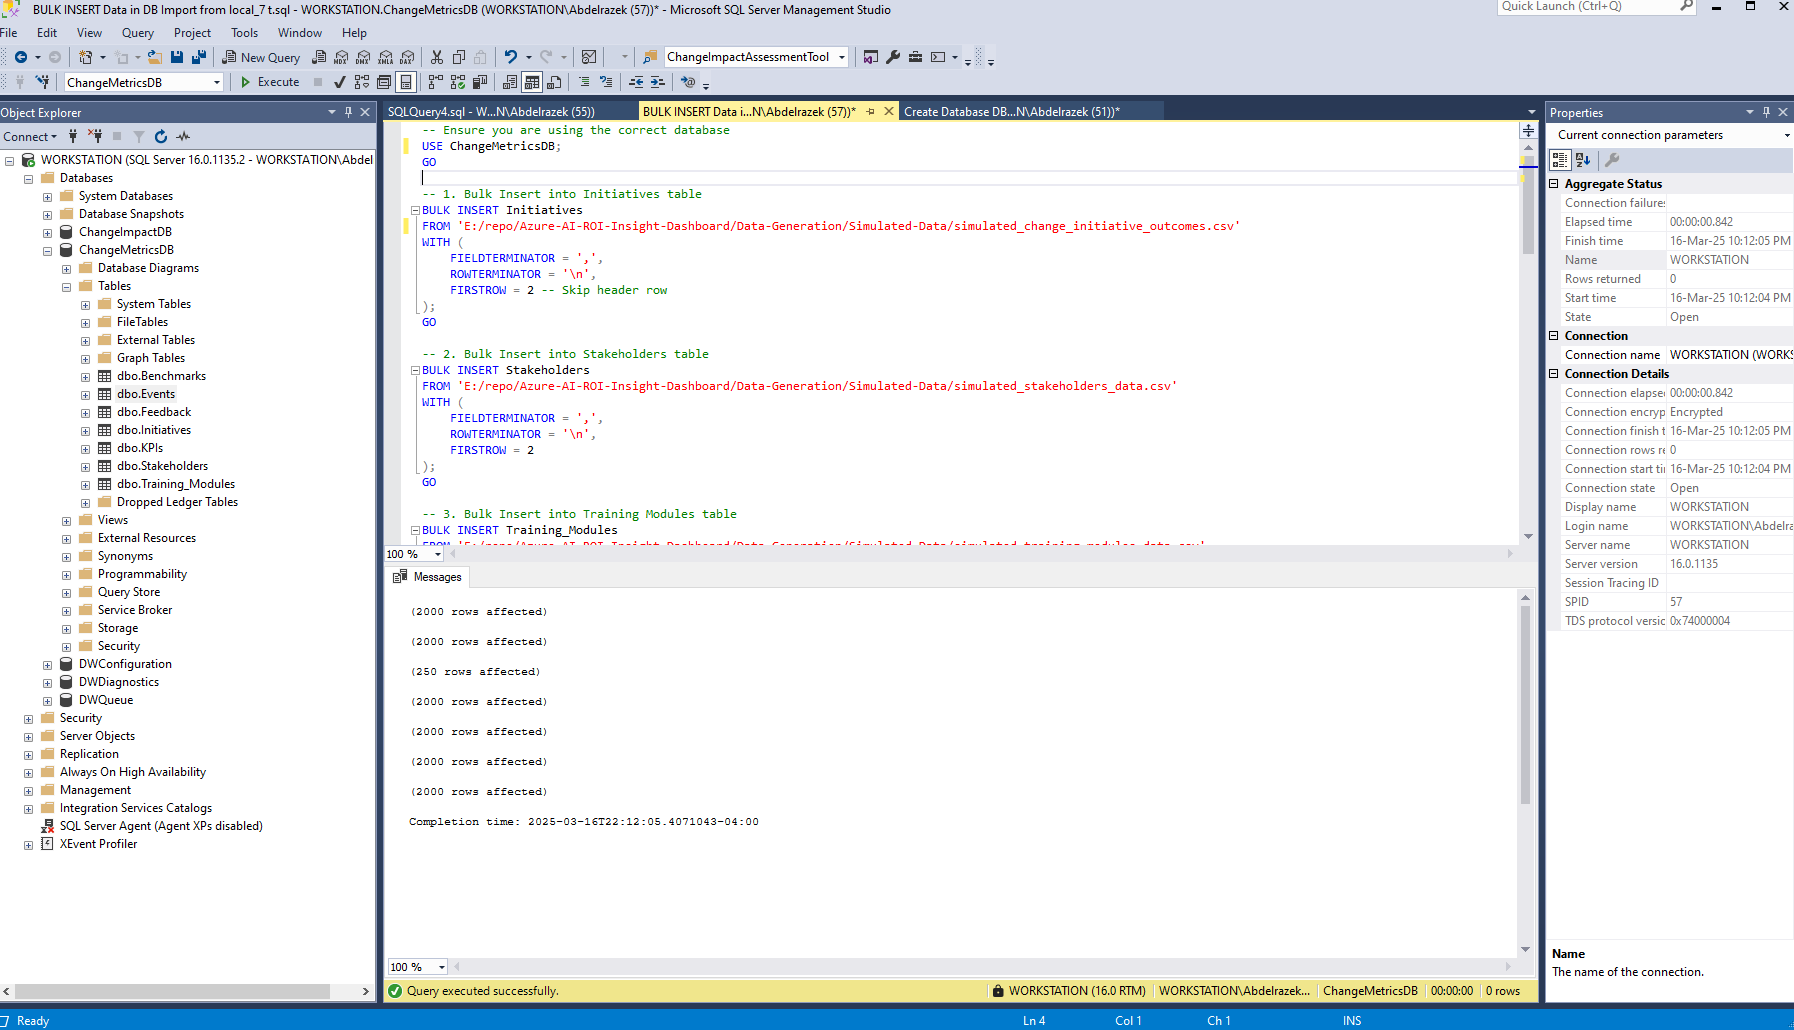 BULK INSERT Data in DB Import from local_7 t.sql - WORKSTATION.ChangeMetricsDB (WORKSTATION\Abdelrazek (57))* - Microsoft SQL Server Management Studio
Quick Launch (Ctrl+Q)
File Edit View Query Project Tools Window Help
New Query
MDX DMX XMLA DAX
ChangeImpactAssessmentTool
ChangeMetricsDB
Execute
Object Explorer
Connect
WORKSTATION (SQL Server 16.0.1135.2 - WORKSTATION\Abdel
Databases
System Databases
Database Snapshots
ChangeImpactDB
ChangeMetricsDB
Database Diagrams
Tables
System Tables
FileTables
External Tables
Graph Tables
dbo.Benchmarks
dbo.Events
dbo.Feedback
dbo.Initiatives
dbo.KPIs
dbo.Stakeholders
dbo.Training_Modules
Dropped Ledger Tables
Views
External Resources
Synonyms
Programmability
Query Store
Service Broker
Storage
Security
DWConfiguration
DWDiagnostics
DWQueue
Security
Server Objects
Replication
Always On High Availability
Management
Integration Services Catalogs
SQL Server Agent (Agent XPs disabled)
XEvent Profiler
SQLQuery4.sql - W...N\Abdelrazek (55))
BULK INSERT Data i...N\Abdelrazek (57))*
Create Database DB...N\Abdelrazek (51))*
-- Ensure you are using the correct database
USE ChangeMetricsDB;
GO
-- 1. Bulk Insert into Initiatives table
BULK INSERT Initiatives
FROM 'E:/repo/Azure-AI-ROI-Insight-Dashboard/Data-Generation/Simulated-Data/simulated_change_initiative_outcomes.csv'
WITH (
FIELDTERMINATOR = ',',
ROWTERMINATOR = '\n',
FIRSTROW = 2 -- Skip header row
);
GO
-- 2. Bulk Insert into Stakeholders table
BULK INSERT Stakeholders
FROM 'E:/repo/Azure-AI-ROI-Insight-Dashboard/Data-Generation/Simulated-Data/simulated_stakeholders_data.csv'
WITH (
FIELDTERMINATOR = ',',
ROWTERMINATOR = '\n',
FIRSTROW = 2
);
GO
-- 3. Bulk Insert into Training Modules table
BULK INSERT Training_Modules
FROM 'E:/repo/Azure-AI-ROI-Insight-Dashboard/Data-Generation/Simulated-Data/simulated_training_modules_data.csv'
100 %
Messages
(2000 rows affected)
(2000 rows affected)
(250 rows affected)
(2000 rows affected)
(2000 rows affected)
(2000 rows affected)
(2000 rows affected)
Completion time: 2025-03-16T22:12:05.4071043-04:00
100 %
Query executed successfully.
WORKSTATION (16.0 RTM)
WORKSTATION\Abdelrazek...
ChangeMetricsDB
00:00:00
0 rows
Properties
Current connection parameters
Aggregate Status
Connection failures
Elapsed time 00:00:00.842
Finish time 16-Mar-25 10:12:05 PM
Name WORKSTATION
Rows returned 0
Start time 16-Mar-25 10:12:04 PM
State Open
Connection
Connection name WORKSTATION (WORKS
Connection Details
Connection elapse 00:00:00.842
Connection encryp Encrypted
Connection finish t 16-Mar-25 10:12:05 PM
Connection rows re 0
Connection start ti 16-Mar-25 10:12:04 PM
Connection state Open
Display name WORKSTATION
Login name WORKSTATION\Abdelra
Server name WORKSTATION
Server version 16.0.1135
Session Tracing ID
SPID 57
TDS protocol versic 0x74000004
Name
The name of the connection.
Ready
Ln 4
Col 1
Ch 1
INS